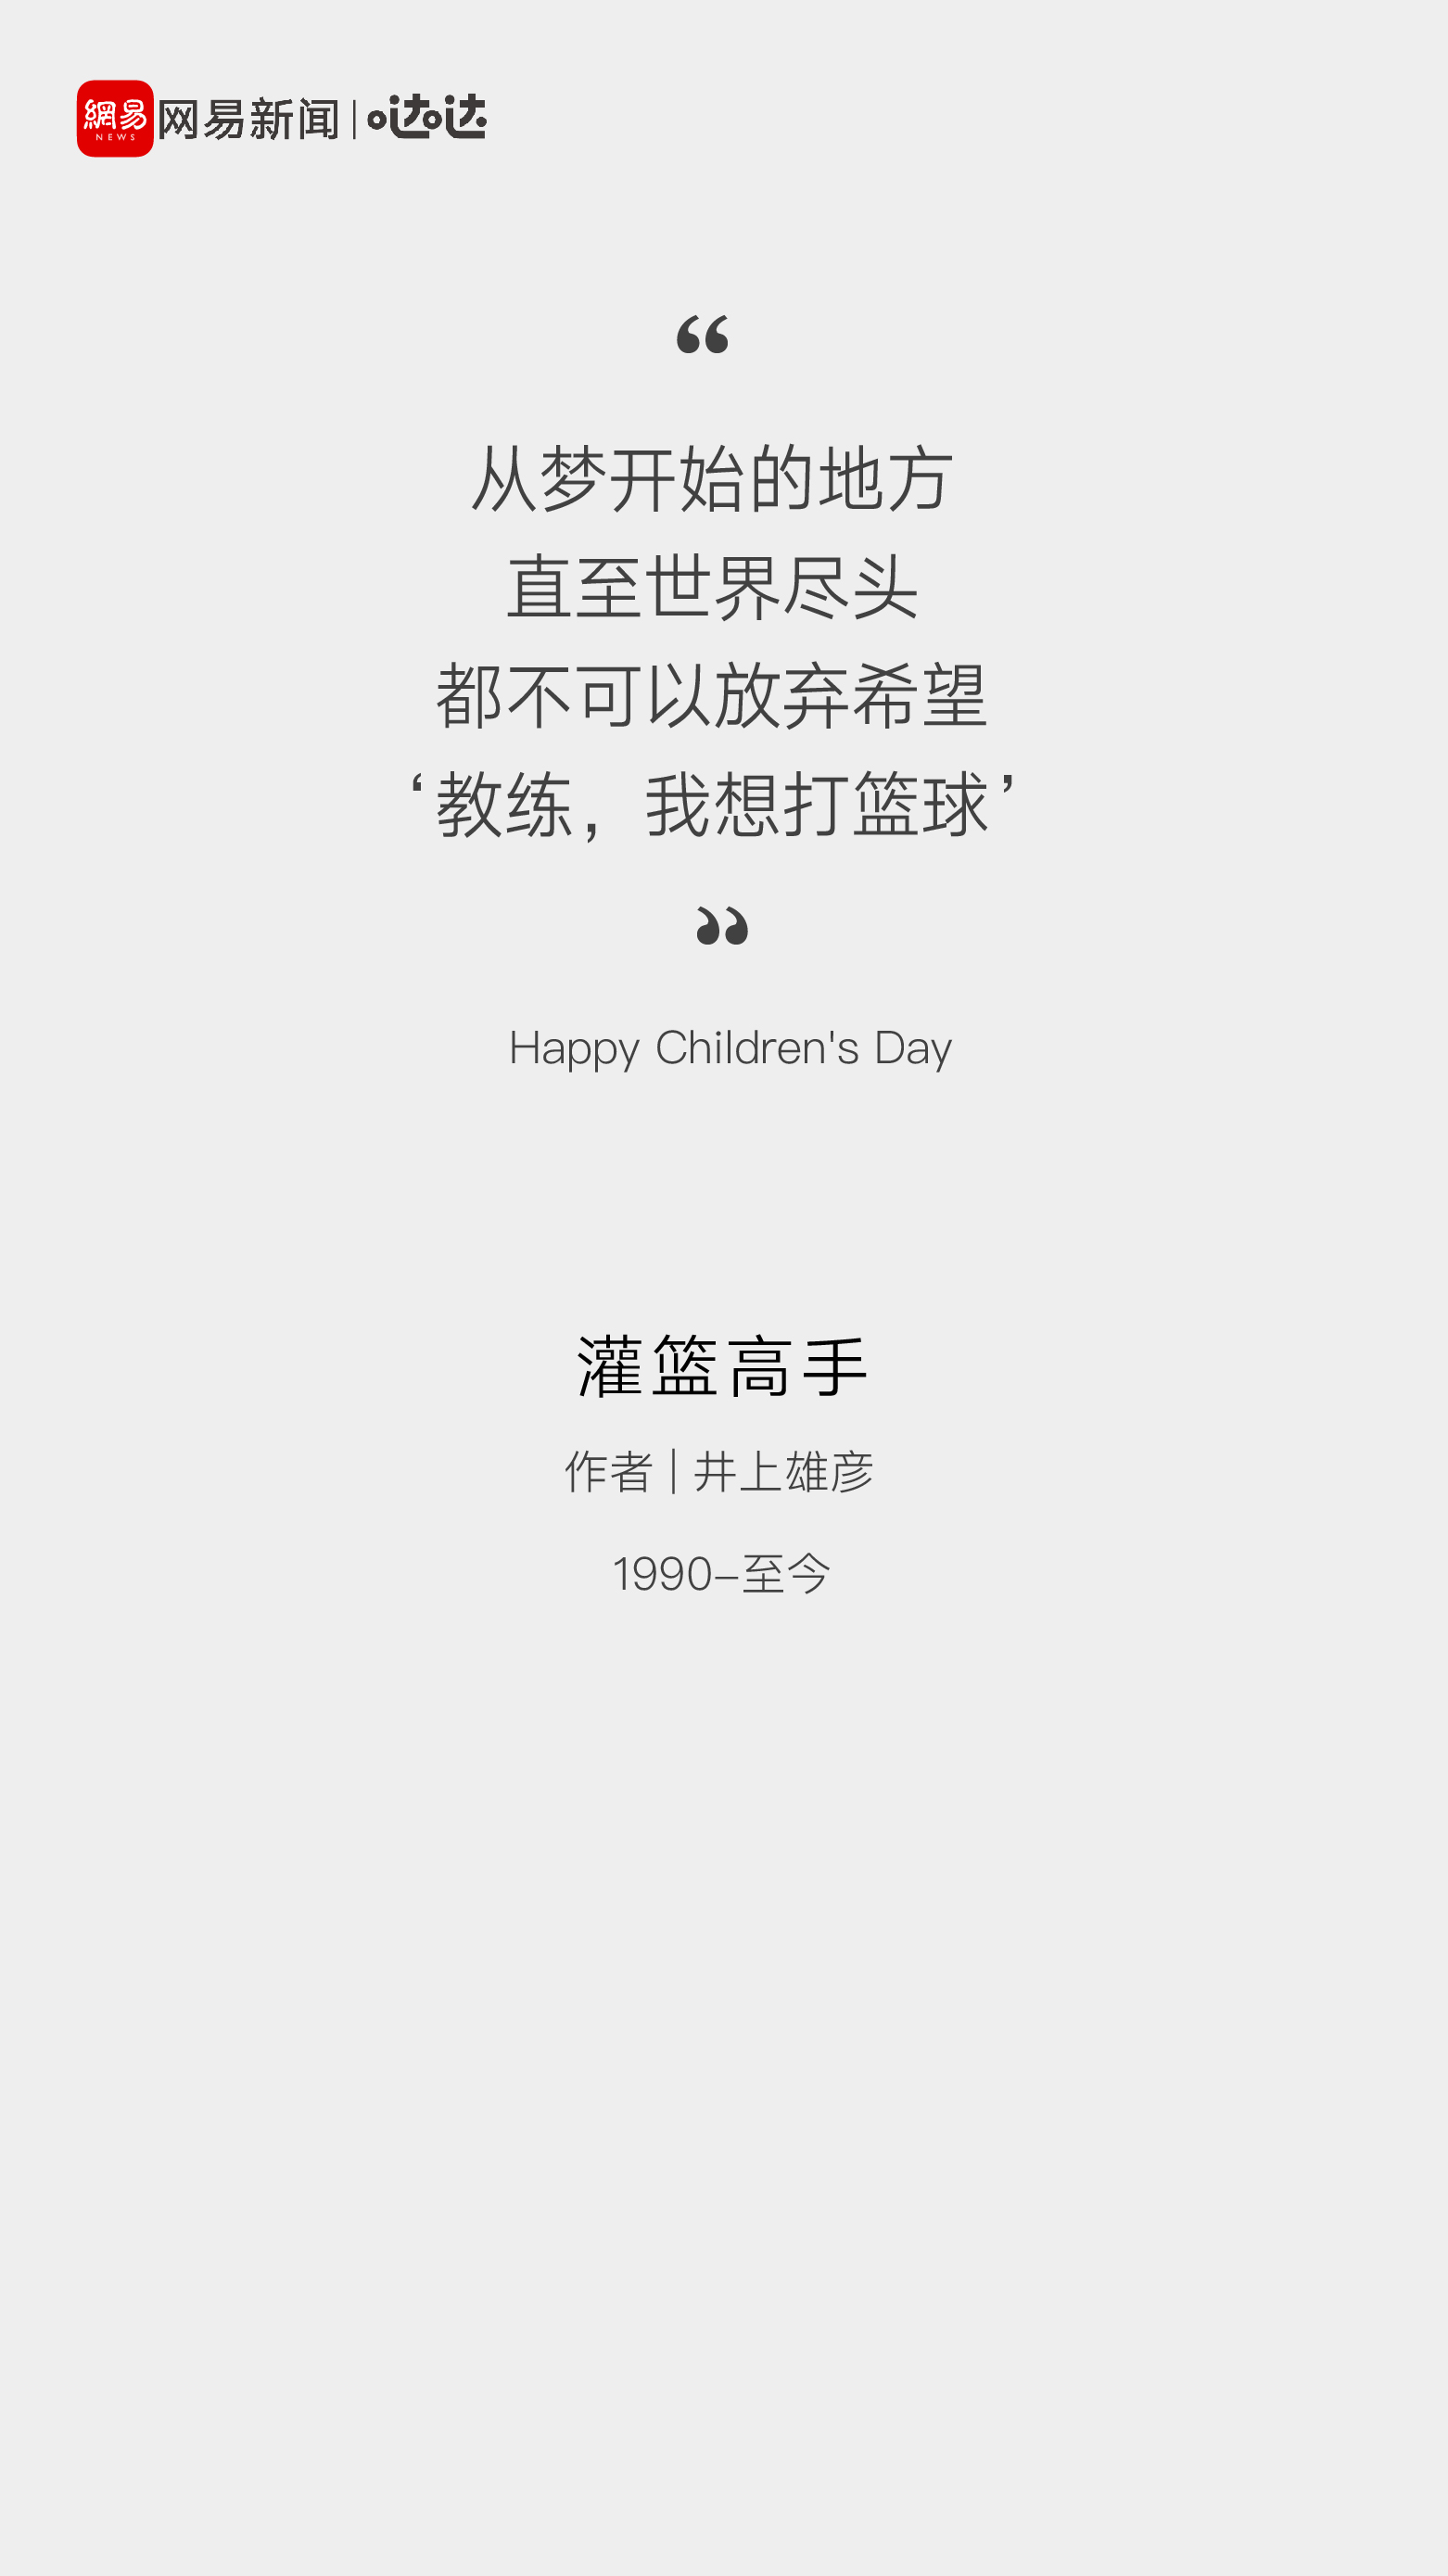 網易
NEWS
网易新闻 | 哒哒
“
从梦开始的地方
直至世界尽头
都不可以放弃希望
‘教练，我想打篮球’
”
Happy Children's Day
灌篮高手
作者 | 井上雄彦
1990-至今